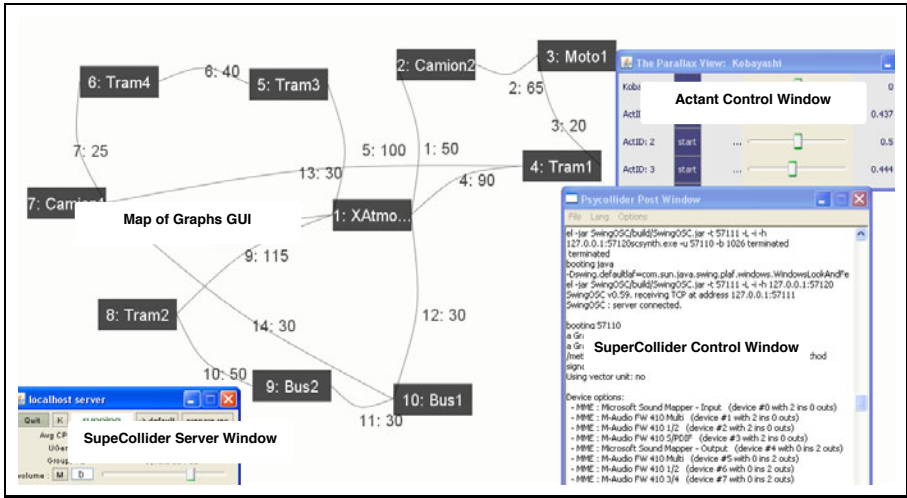 6: Tram4
6: 40
5: Tram3
2: Camion2
3: Moto1
2: 65
3: 20
7: 25
5: 100
1: 50
13: 30
4: 90
4: Tram1
7:
Map of Graphs GUI
1: XAtmo...
9: 115
8: Tram2
14: 30
12: 30
10: 50
9: Bus2
11: 30
10: Bus1
The Parallax View: Kobayashi
Actant Control Window
0
0.437
ActID: 2 start ... 0.5
ActID: 3 start ... 0.444
Psycollider Post Window
File Lang Options
el -jar SwingOSC/build/SwingOSC.jar -t 57111 -L -i -h
127.0.0.1:57120scsynth.exe -u 57110 -b 1026 terminated
terminated
booting java
-Dswing.defaultlaf=com.sun.java.swing.plaf.windows.WindowsLookAndFe
el -jar SwingOSC/build/SwingOSC.jar -t 57111 -L -i -h 127.0.0.1:57120
SwingOSC v0.59. receiving TCP at address 127.0.0.1:57111
SwingOSC : server connected.
booting 57110
a
a
SuperCollider Control Window
Using vector unit: no
Device options:
- MME : Microsoft Sound Mapper - Input (device #0 with 2 ins 0 outs)
- MME : M-Audio FW 410 Multi (device #1 with 2 ins 0 outs)
- MME : M-Audio FW 410 1/2 (device #2 with 2 ins 0 outs)
- MME : M-Audio FW 410 S/PDIF (device #3 with 2 ins 0 outs)
- MME : Microsoft Sound Mapper - Output (device #4 with 0 ins 2 outs)
- MME : M-Audio FW 410 Multi (device #5 with 0 ins 2 outs)
- MME : M-Audio FW 410 1/2 (device #6 with 0 ins 2 outs)
- MME : M-Audio FW 410 3/4 (device #7 with 0 ins 2 outs)
localhost server
Quit K
SupeCollider Server Window
volume : M D